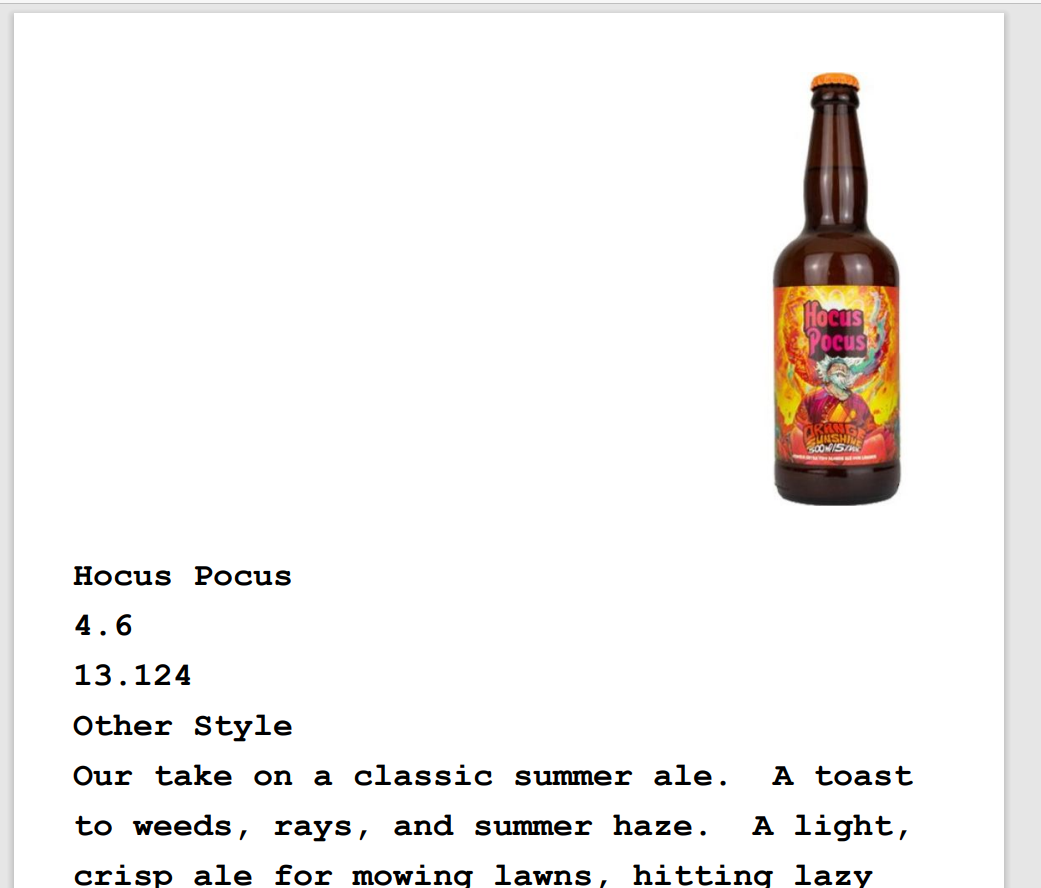 Hocus
Pocus
ORANGE
SUNSHINE
Hocus Pocus
4.6
13.124
Other Style
Our take on a classic summer ale.  A toast
to weeds, rays, and summer haze.  A light,
crisp ale for mowing lawns, hitting lazy